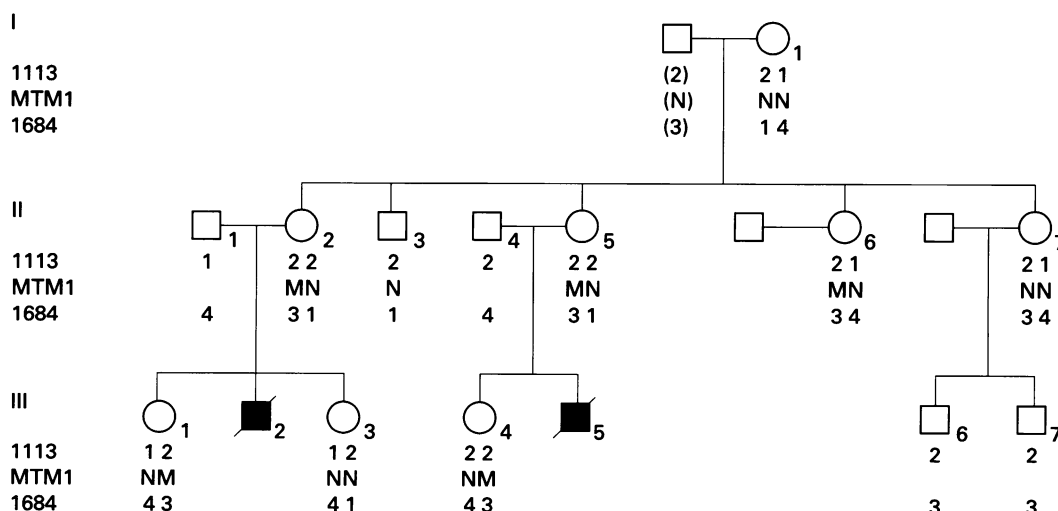 I
1
1113 (2) 2 1
MTM1 (N) NN
1684 (3) 1 4
II
1 2 3 4 5 6 7
1113 1 2 2 2 2 2 2 2 1 2 1
MTM1 MN N MN MN NN
1684 4 3 1 1 4 3 1 3 4 3 4
III
1 2 3 4 5 6 7
1113 1 2 1 2 2 2 2 2
MTM1 NM NN NM
1684 4 3 4 1 4 3 3 3